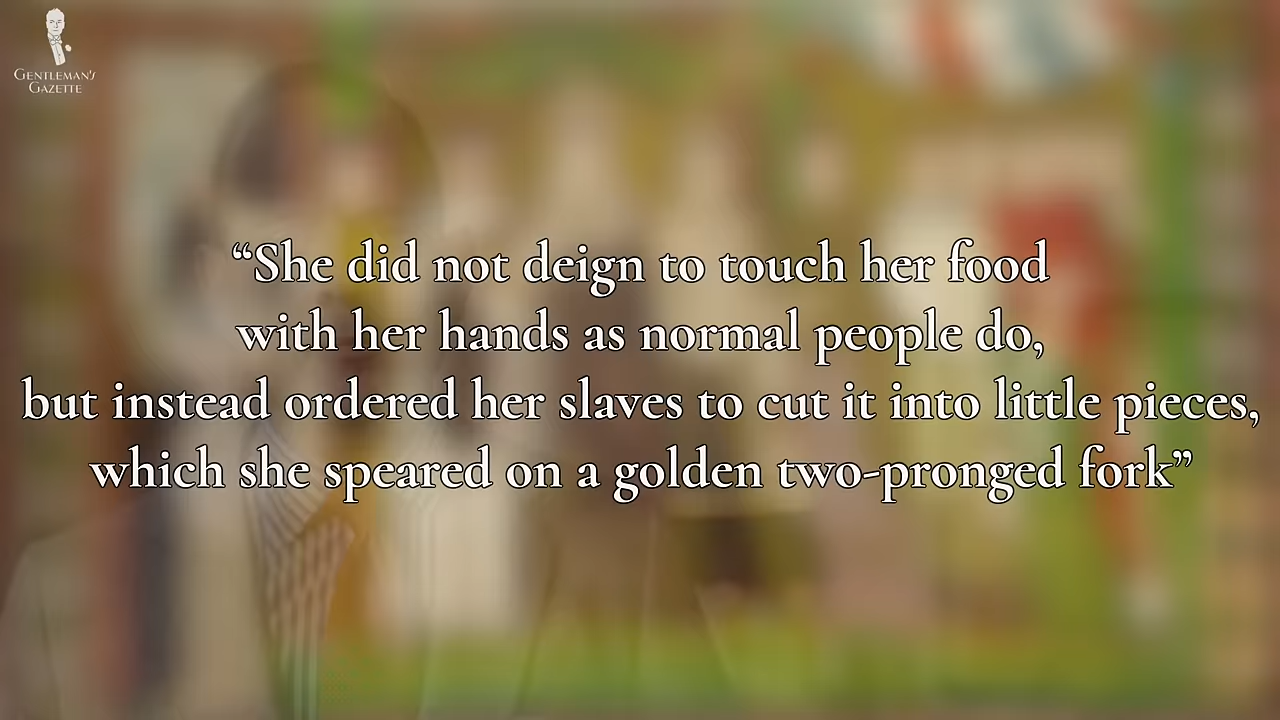 GENTLEMAN'S
GAZETTE
“She did not deign to touch her food
with her hands as normal people do,
but instead ordered her slaves to cut it into little pieces,
which she speared on a golden two-pronged fork”